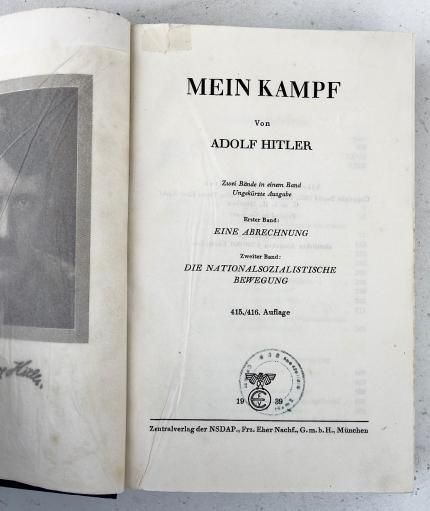 MEIN KAMPF
Von
ADOLF HITLER
Zwei Bände in einem Band
Ungekürzte Ausgabe
Erster Band:
EINE ABRECHNUNG
Zweiter Band:
DIE NATIONALSOZIALISTISCHE
BEWEGUNG
415./416. Auflage
19 39
Zentralverlag der NSDAP., Frz. Eher Nachf., G. m. b. H., München